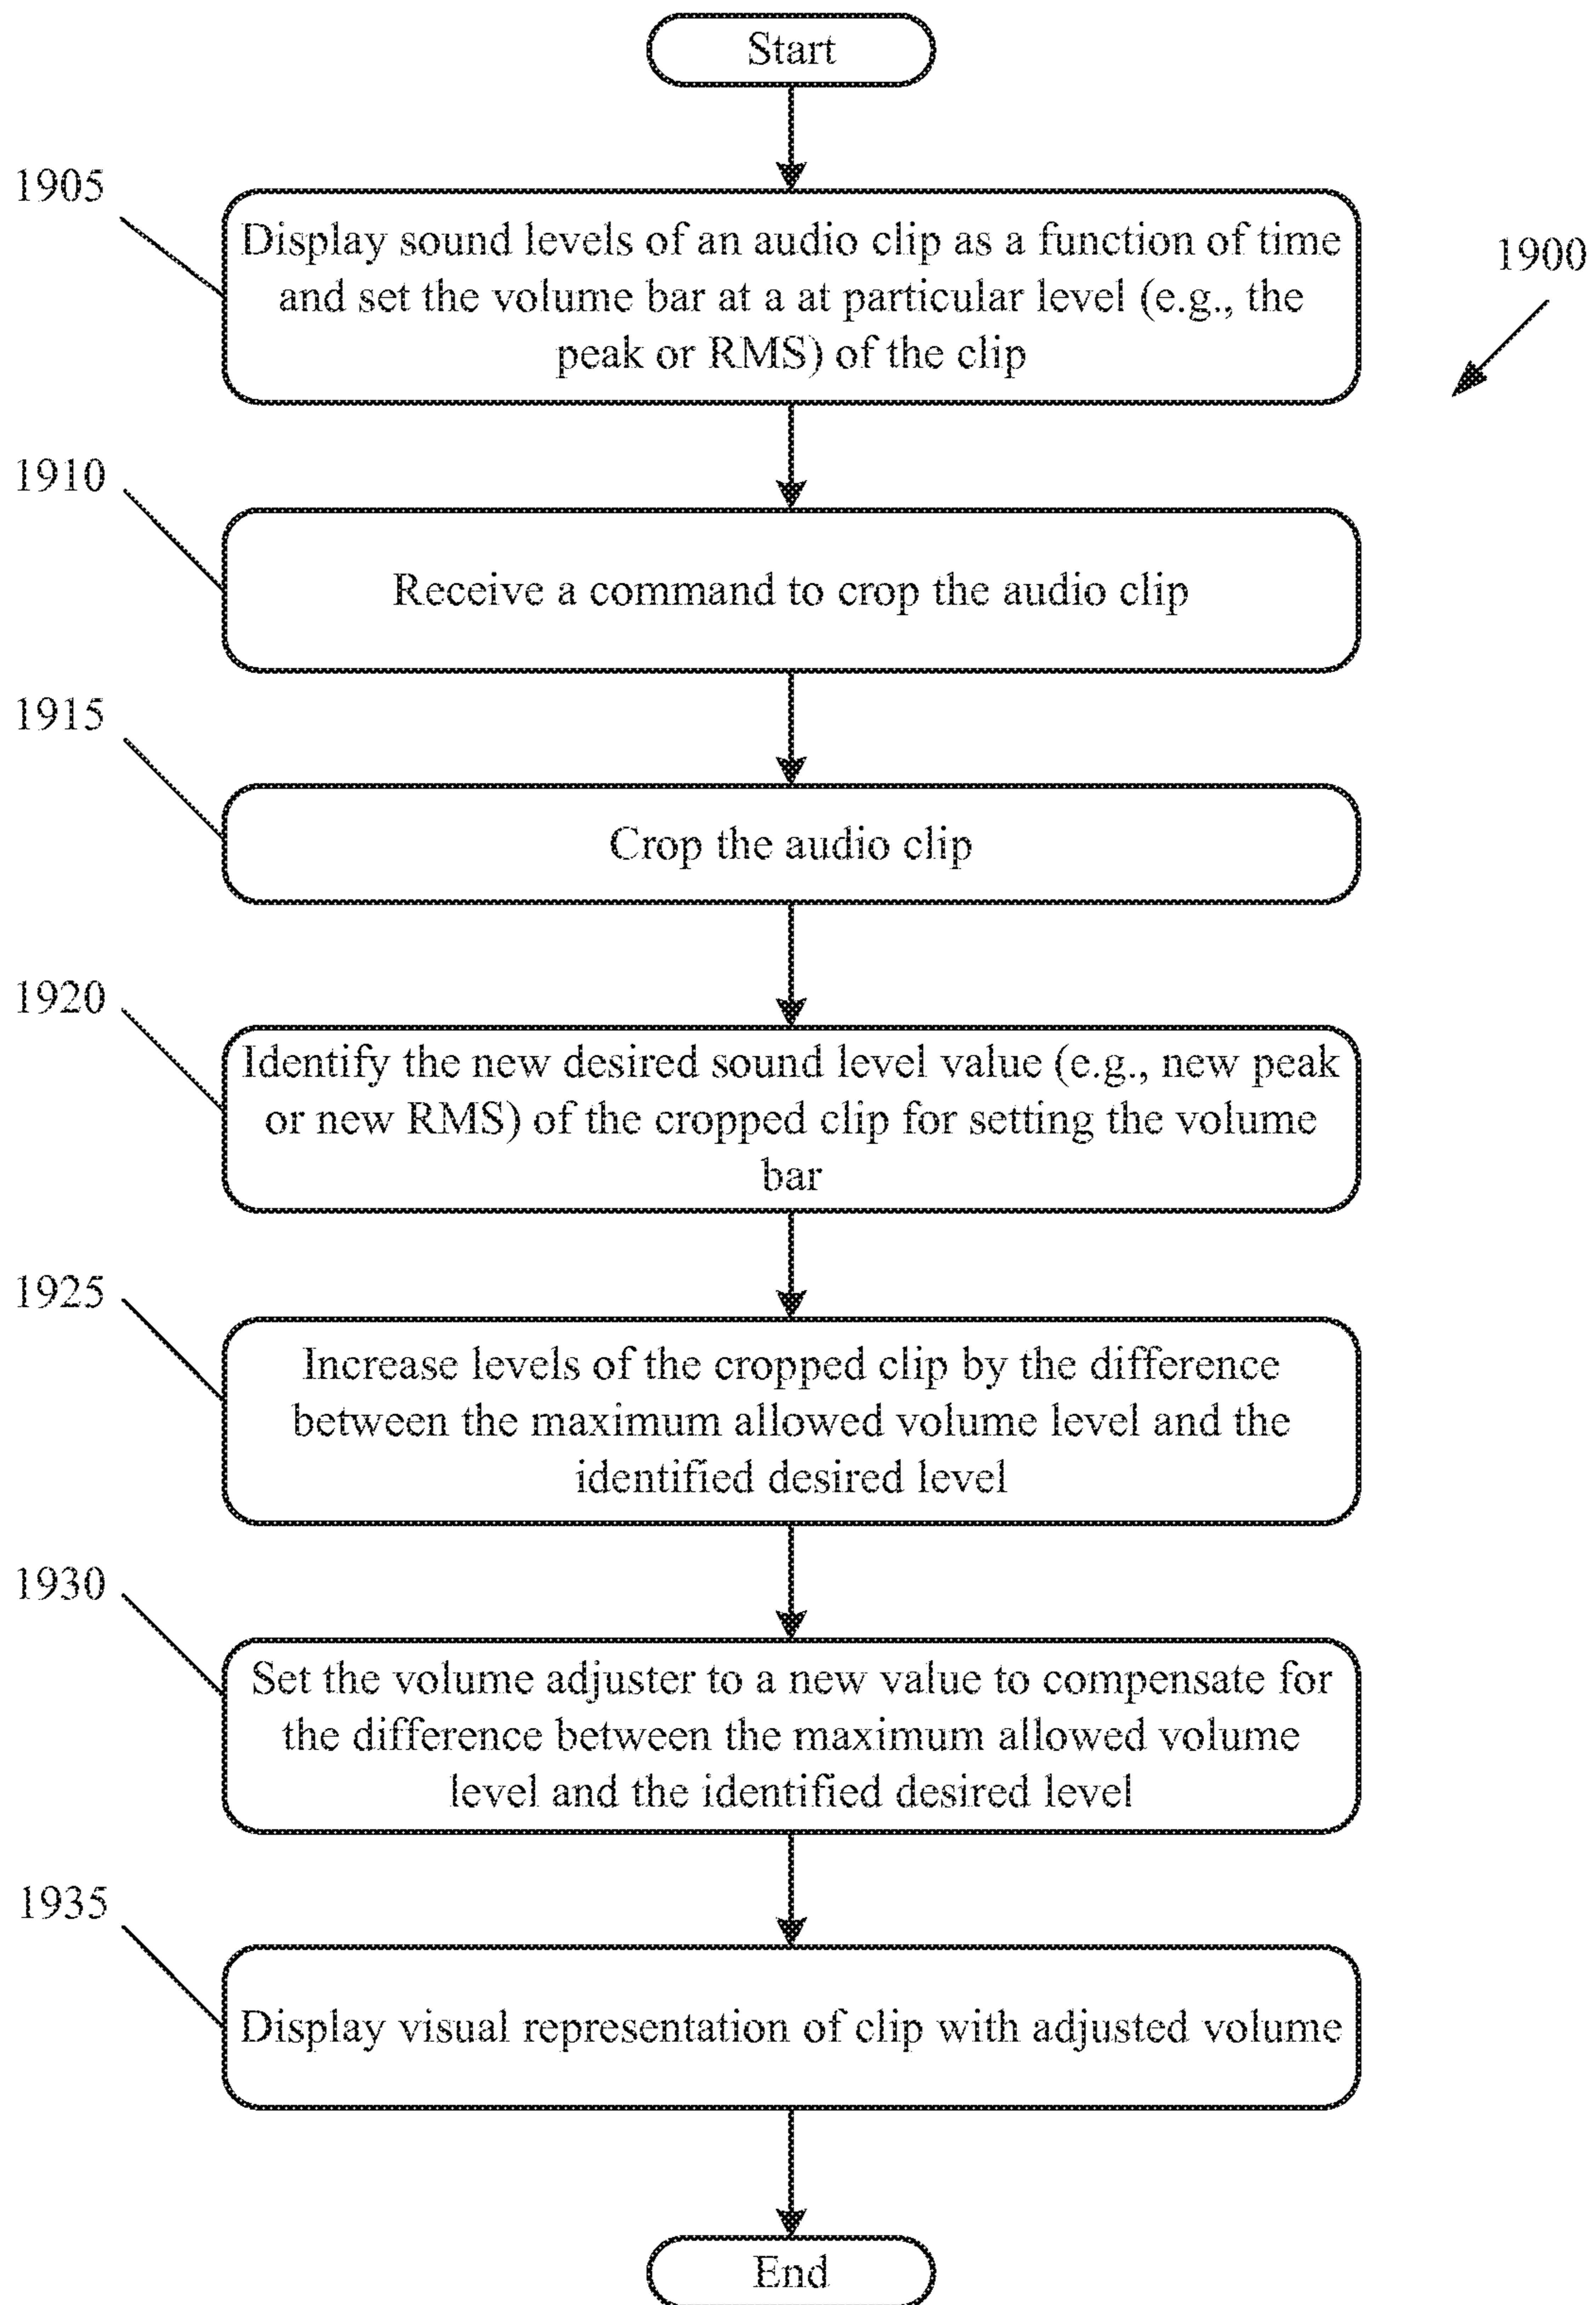 Start
1905
Display sound levels of an audio clip as a function of time
and set the volume bar at a at particular level (e.g., the
peak or RMS) of the clip
1900
1910
Receive a command to crop the audio clip
1915
Crop the audio clip
1920
Identify the new desired sound level value (e.g., new peak
or new RMS) of the cropped clip for setting the volume
bar
1925
Increase levels of the cropped clip by the difference
between the maximum allowed volume level and the
identified desired level
1930
Set the volume adjuster to a new value to compensate for
the difference between the maximum allowed volume
level and the identified desired level
1935
Display visual representation of clip with adjusted volume
End